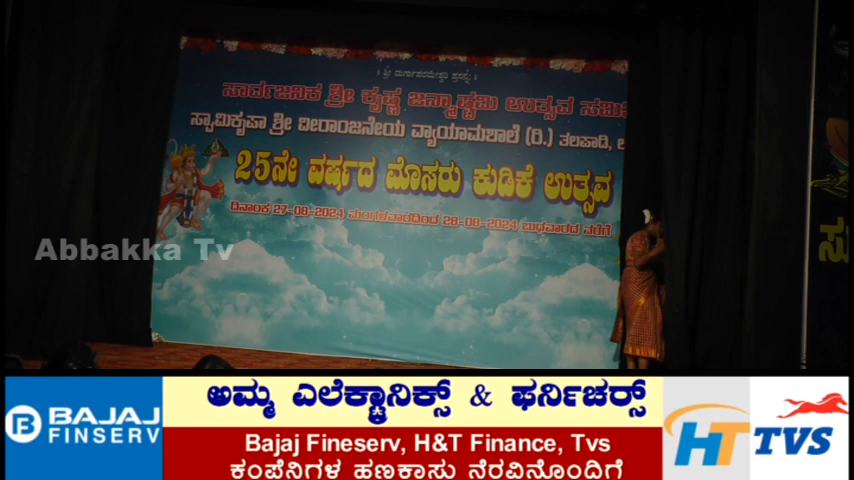 || ಶ್ರೀ ದುರ್ಗಾಪರಮೇಶ್ವರಿ ಪ್ರಸನ್ನ: ||
ಸಾರ್ವಜನಿಕ ಶ್ರೀ ಕೃಷ್ಣ ಜನ್ಮಾಷ್ಟಮಿ ಉತ್ಸವ ಸಮಿತಿ
ಸ್ವಾಮಿಕೃಪಾ ಶ್ರೀ ವೀರಾಂಜನೇಯ ವ್ಯಾಯಾಮಶಾಲೆ (ರಿ.) ತಲಪಾಡಿ,
25ನೇ ವರ್ಷದ ಮೊಸರು ಕುಡಿಕೆ ಉತ್ಸವ
ದಿನಾಂಕ 27-08-2024 ಮಂಗಳವಾರದಿಂದ 28-08-2024 ಬುಧವಾರದ ವರೆಗೆ
Abbakka Tv
ಸು
ಅಮ್ಮ ಎಲೆಕ್ಟ್ರಾನಿಕ್ಸ್ & ಫರ್ನಿಚರ್ಸ್
B BAJAJ
FINSERV
Bajaj Fineserv, H&T Finance, Tvs
ಕಂಪೆನಿಗಳ ಹಣಕಾಸು ನೆರವಿನೊಂದಿಗೆ
HT
TVS